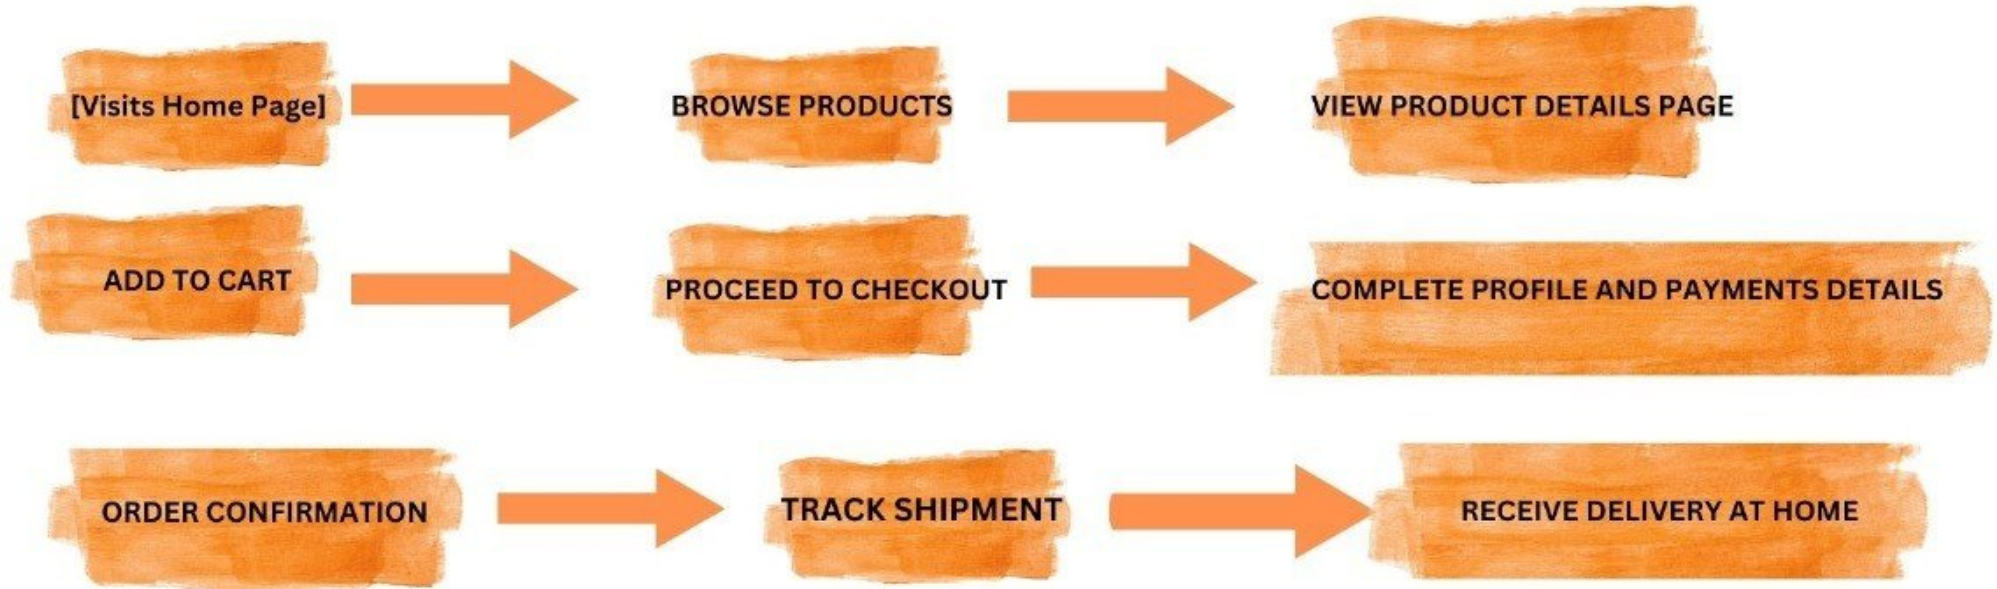 [Visits Home Page]
BROWSE PRODUCTS
VIEW PRODUCT DETAILS PAGE
ADD TO CART
PROCEED TO CHECKOUT
COMPLETE PROFILE AND PAYMENTS DETAILS
ORDER CONFIRMATION
TRACK SHIPMENT
RECEIVE DELIVERY AT HOME